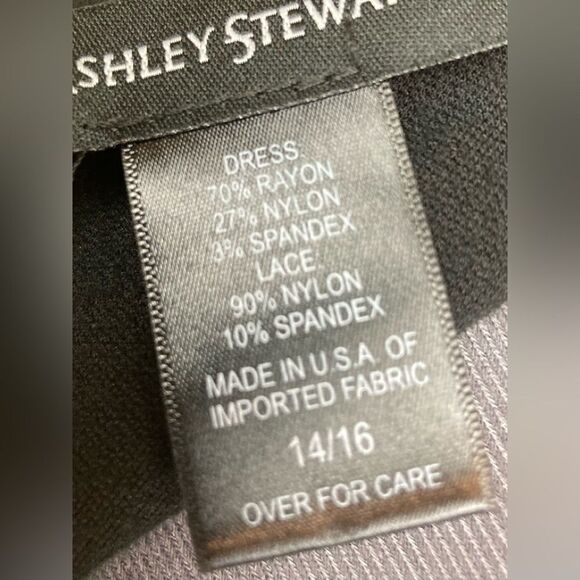 ASHLEY STEWA
DRESS
70% RAYON
27% NYLON
3% SPANDEX
LACE
90% NYLON
10% SPANDEX
MADE IN U.S.A. OF
IMPORTED FABRIC
14/16
OVER FOR CARE